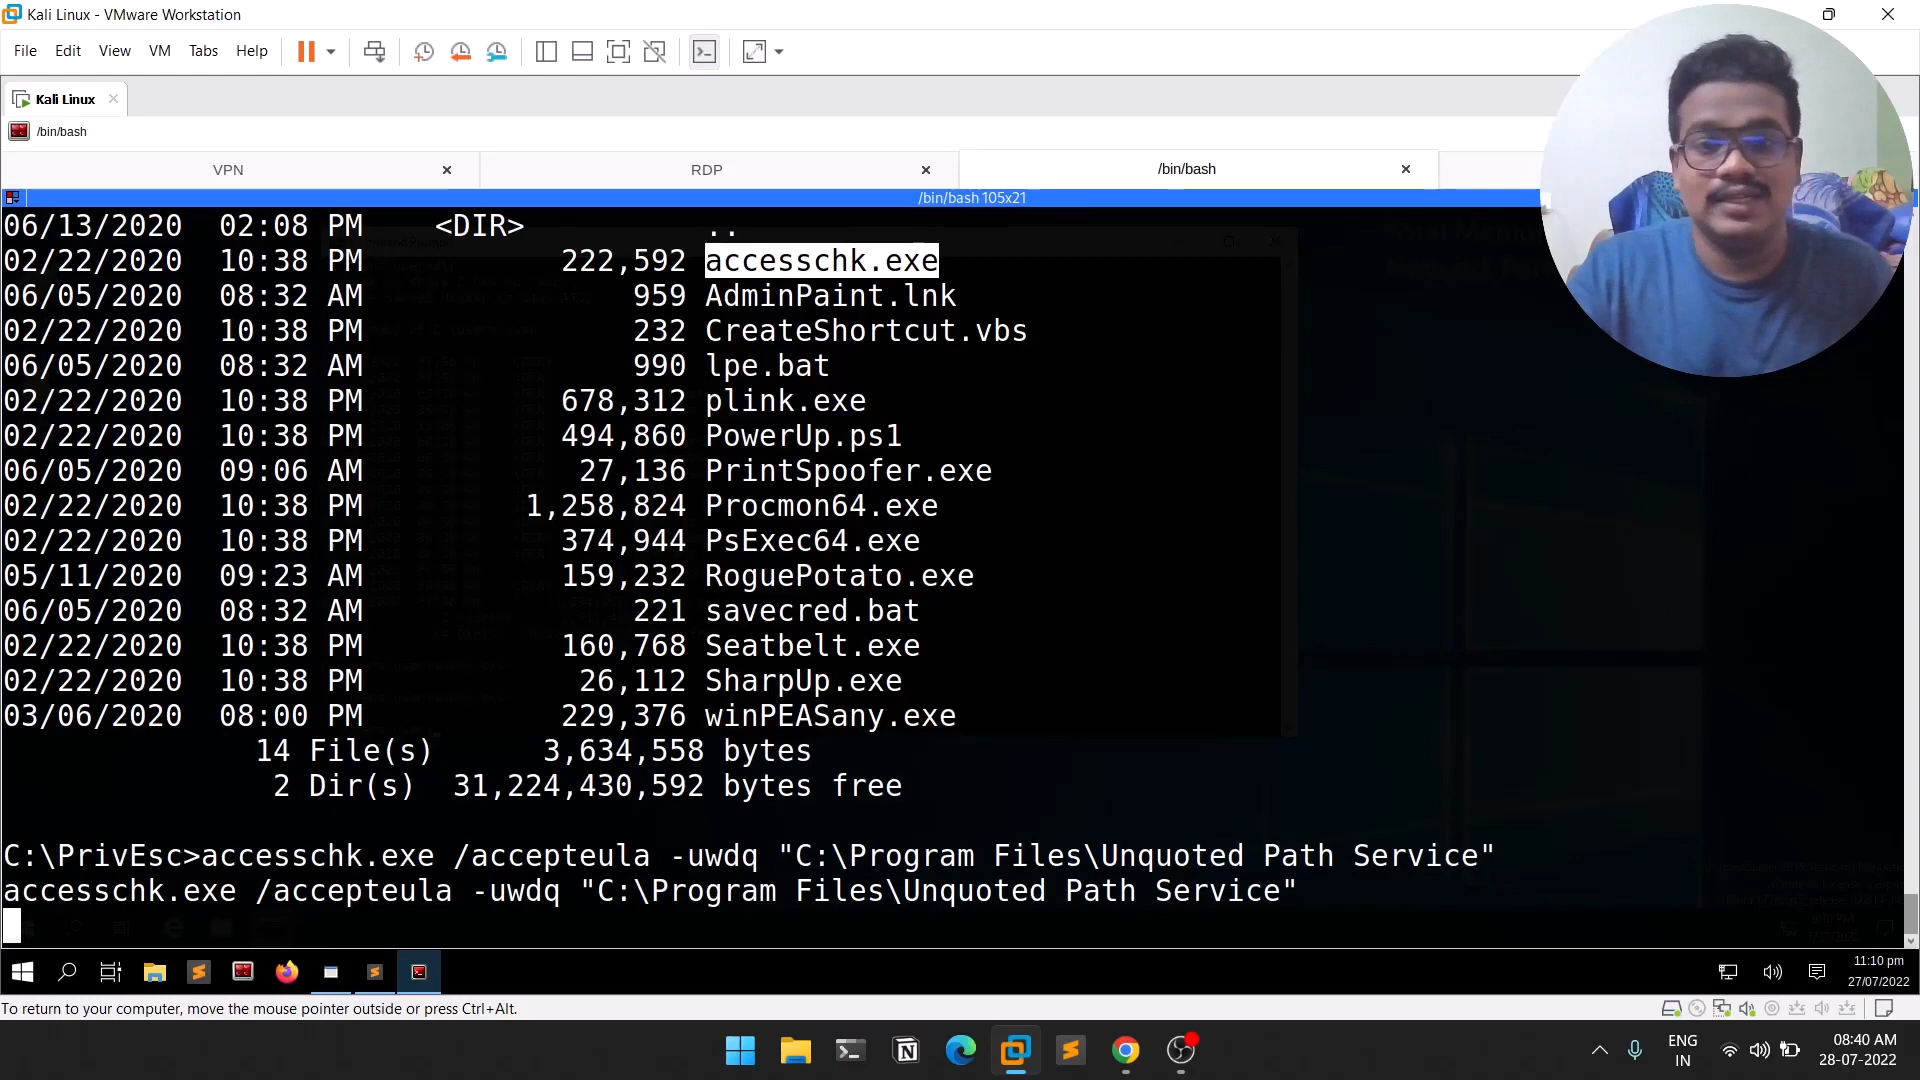 Kali Linux - VMware Workstation
File Edit View VM Tabs Help
Kali Linux
/bin/bash
VPN RDP /bin/bash
/bin/bash 105x21
06/13/2020 02:08 PM <DIR> ..
02/22/2020 10:38 PM 222,592 accesschk.exe
06/05/2020 08:32 AM 959 AdminPaint.lnk
02/22/2020 10:38 PM 232 CreateShortcut.vbs
06/05/2020 08:32 AM 990 lpe.bat
02/22/2020 10:38 PM 678,312 plink.exe
02/22/2020 10:38 PM 494,860 PowerUp.ps1
06/05/2020 09:06 AM 27,136 PrintSpoofer.exe
02/22/2020 10:38 PM 1,258,824 Procmon64.exe
02/22/2020 10:38 PM 374,944 PsExec64.exe
05/11/2020 09:23 AM 159,232 RoguePotato.exe
06/05/2020 08:32 AM 221 savecred.bat
02/22/2020 10:38 PM 160,768 Seatbelt.exe
02/22/2020 10:38 PM 26,112 SharpUp.exe
03/06/2020 08:00 PM 229,376 winPEASany.exe
14 File(s) 3,634,558 bytes
2 Dir(s) 31,224,430,592 bytes free
C:\PrivEsc>accesschk.exe /accepteula -uwdq "C:\Program Files\Unquoted Path Service"
accesschk.exe /accepteula -uwdq "C:\Program Files\Unquoted Path Service"
11:10 pm
27/07/2022
To return to your computer, move the mouse pointer outside or press Ctrl+Alt.
ENG
IN
08:40 AM
28-07-2022